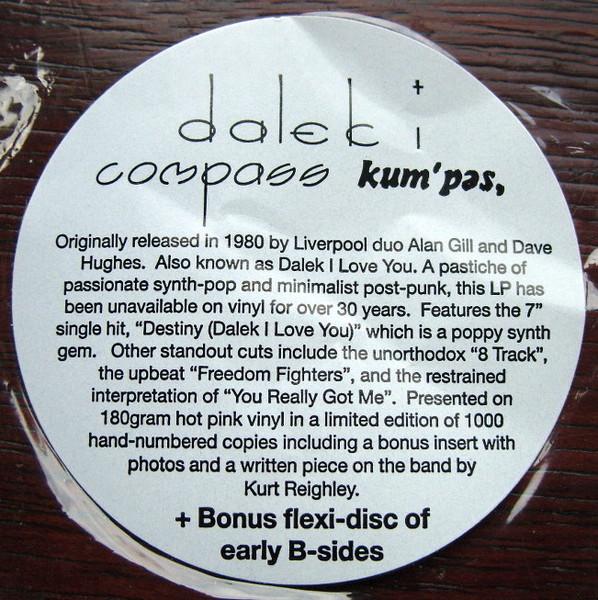 dalek i
compass kum'pəs,
Originally released in 1980 by Liverpool duo Alan Gill and Dave
Hughes. Also known as Dalek I Love You. A pastiche of
passionate synth-pop and minimalist post-punk, this LP has
been unavailable on vinyl for over 30 years. Features the 7”
single hit, “Destiny (Dalek I Love You)” which is a poppy synth
gem. Other standout cuts include the unorthodox “8 Track”,
the upbeat “Freedom Fighters”, and the restrained
interpretation of “You Really Got Me”. Presented on
180gram hot pink vinyl in a limited edition of 1000
hand-numbered copies including a bonus insert with
photos and a written piece on the band by
Kurt Reighley.
+ Bonus flexi-disc of
early B-sides